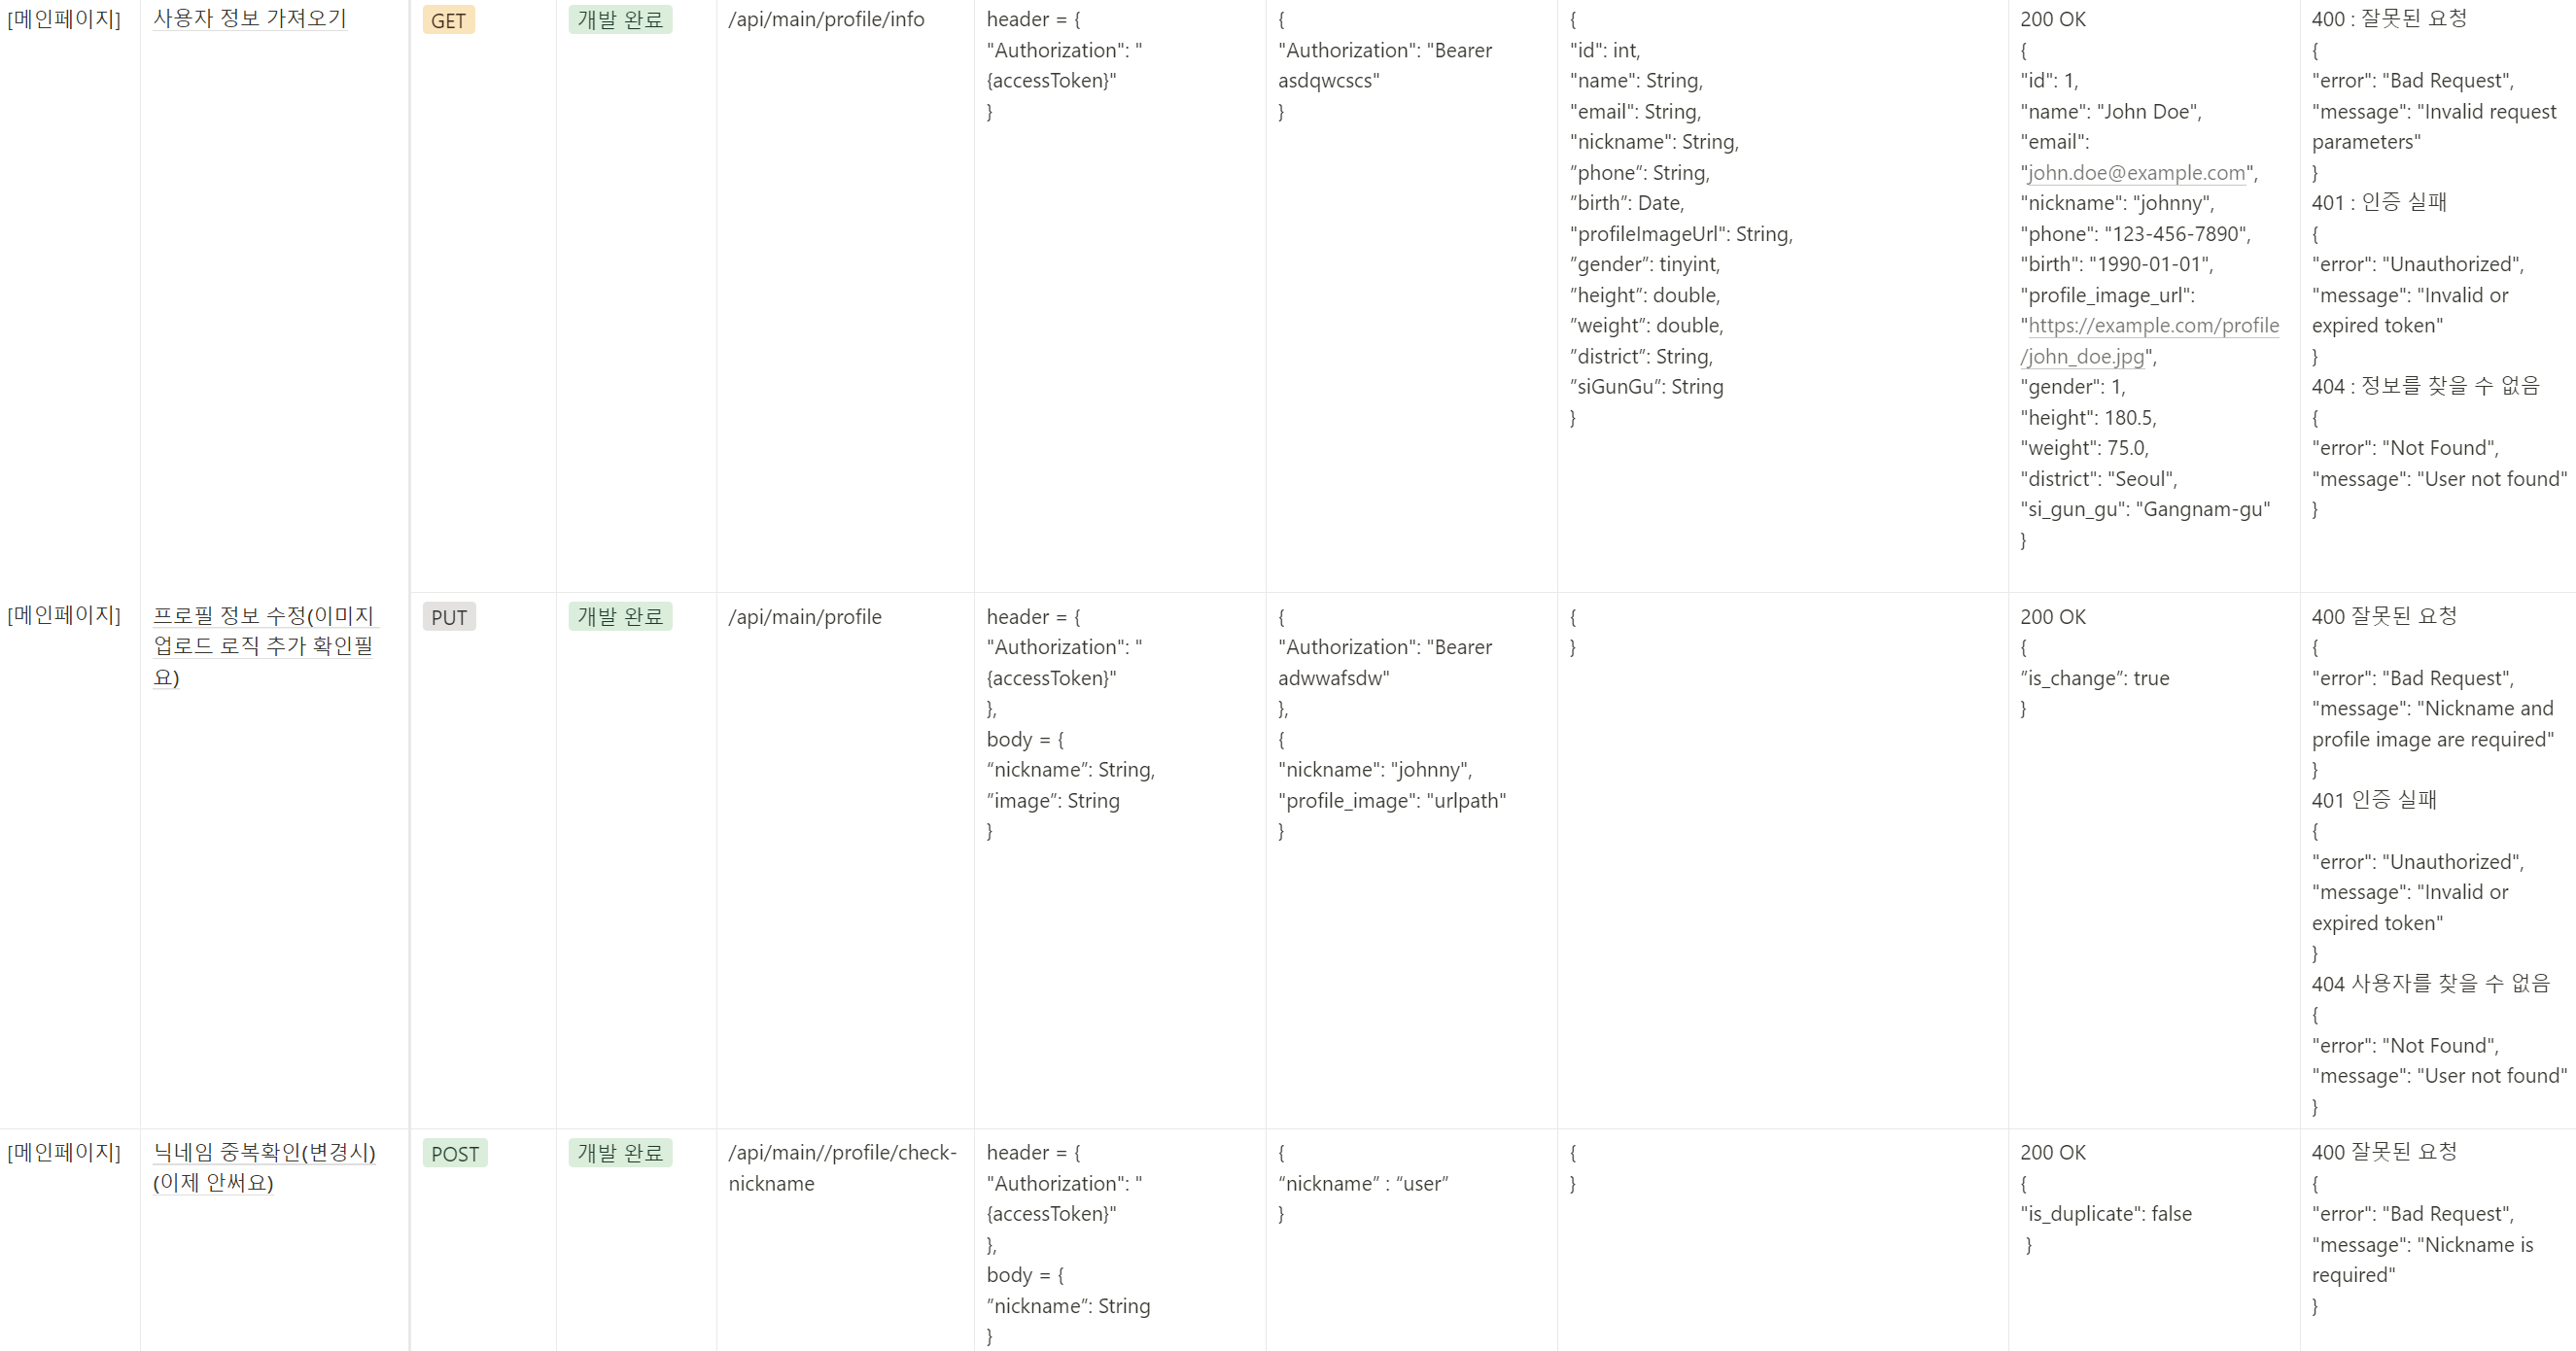 [메인페이지]
사용자 정보 가져오기
GET
개발 완료
/api/main/profile/info
header = {
"Authorization": "
{accessToken}"
}
{
"Authorization": "Bearer
asdqwcscs"
}
{
"id": int,
"name": String,
"email": String,
"nickname": String,
”phone”: String,
”birth”: Date,
"profileImageUrl": String,
”gender”: tinyint,
”height”: double,
”weight”: double,
”district”: String,
”siGunGu”: String
}
200 OK
{
"id": 1,
"name": "John Doe",
"email":
"john.doe@example.com",
"nickname": "johnny",
"phone": "123-456-7890",
"birth": "1990-01-01",
"profile_image_url":
"https://example.com/profile
/john_doe.jpg",
"gender": 1,
"height": 180.5,
"weight": 75.0,
"district": "Seoul",
"si_gun_gu": "Gangnam-gu"
}
400 : 잘못된 요청
{
"error": "Bad Request",
"message": "Invalid request
parameters"
}
401 : 인증 실패
{
"error": "Unauthorized",
"message": "Invalid or
expired token"
}
404 : 정보를 찾을 수 없음
{
"error": "Not Found",
"message": "User not found"
}
[메인페이지]
프로필 정보 수정(이미지
업로드 로직 추가 확인필
요)
PUT
개발 완료
/api/main/profile
header = {
"Authorization": "
{accessToken}"
},
body = {
“nickname”: String,
”image”: String
}
{
"Authorization": "Bearer
adwwafsdw"
},
{
"nickname": "johnny",
"profile_image": "urlpath"
}
{
}
200 OK
{
”is_change”: true
}
400 잘못된 요청
{
"error": "Bad Request",
"message": "Nickname and
profile image are required"
}
401 인증 실패
{
"error": "Unauthorized",
"message": "Invalid or
expired token"
}
404 사용자를 찾을 수 없음
{
"error": "Not Found",
"message": "User not found"
}
[메인페이지]
닉네임 중복확인(변경시)
(이제 안써요)
POST
개발 완료
/api/main//profile/check-
nickname
header = {
"Authorization": "
{accessToken}"
},
body = {
”nickname”: String
}
{
“nickname” : “user”
}
{
}
200 OK
{
"is_duplicate": false
}
400 잘못된 요청
{
"error": "Bad Request",
"message": "Nickname is
required"
}